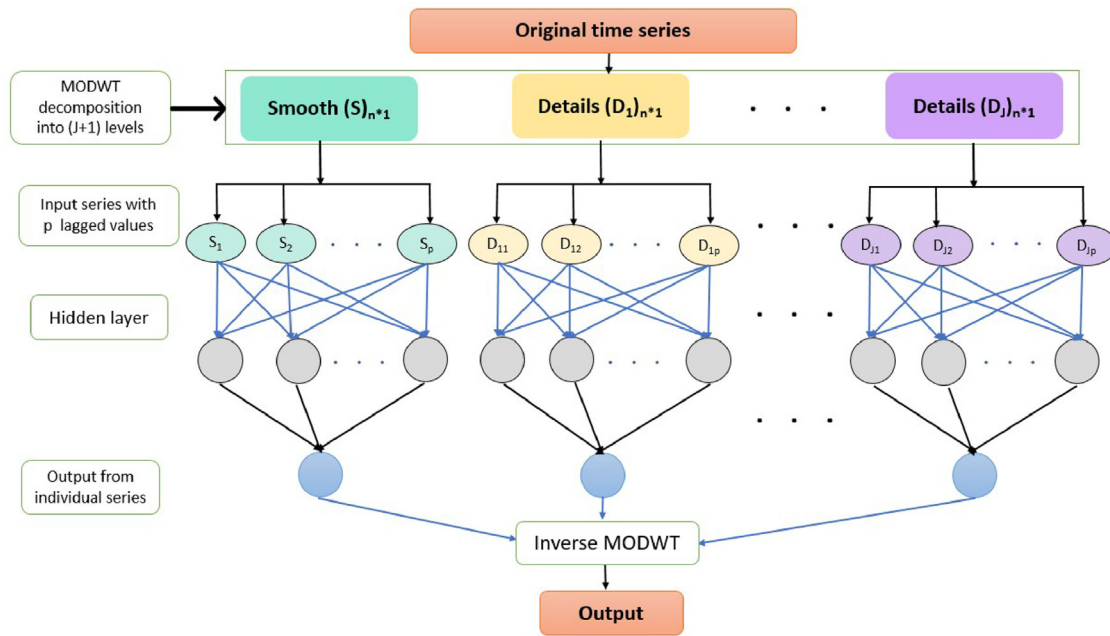 Original time series
MODWT
decomposition
into (J+1) levels
Smooth (S)n*1
Details (D1)n*1
. . .
Details (DJ)n*1
Input series with
p lagged values
S1
S2
. . .
Sp
D11
D12
. . .
D1p
. . .
DJ1
DJ2
. . .
DJp
Hidden layer
. . .
. . .
. . .
. . .
. . .
Output from
individual series
Inverse MODWT
Output